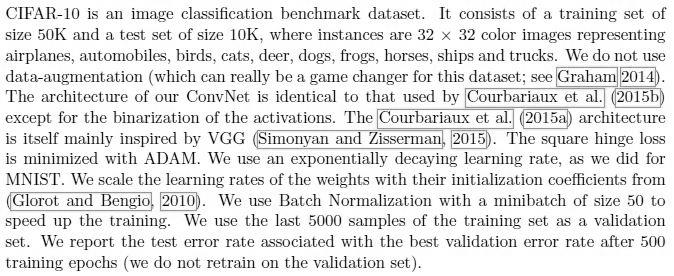 CIFAR-10 is an image classification benchmark dataset. It consists of a training set of
size 50K and a test set of size 10K, where instances are 32 × 32 color images representing
airplanes, automobiles, birds, cats, deer, dogs, frogs, horses, ships and trucks. We do not use
data-augmentation (which can really be a game changer for this dataset; see Graham 2014).
The architecture of our ConvNet is identical to that used by Courbariaux et al. (2015b)
except for the binarization of the activations. The Courbariaux et al. (2015a) architecture
is itself mainly inspired by VGG (Simonyan and Zisserman, 2015). The square hinge loss
is minimized with ADAM. We use an exponentially decaying learning rate, as we did for
MNIST. We scale the learning rates of the weights with their initialization coefficients from
(Glorot and Bengio, 2010). We use Batch Normalization with a minibatch of size 50 to
speed up the training. We use the last 5000 samples of the training set as a validation
set. We report the test error rate associated with the best validation error rate after 500
training epochs (we do not retrain on the validation set).